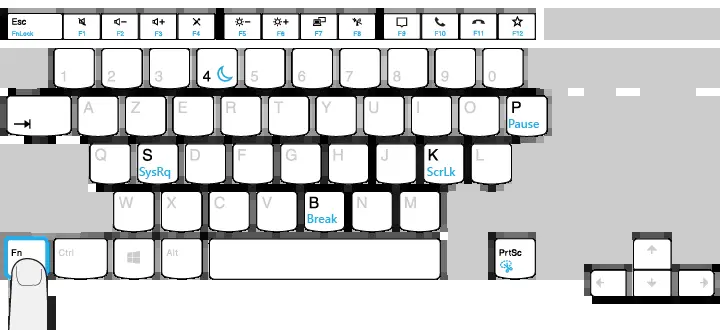 Esc
FnLock F1 F2 F3 F4 F5 F6 F7 F8 F9 F10 F11 F12
1 2 3 4 5 6 7 8 9 0
A Z E R T Y U I O P
Pause
Q S D F G H J K L
SysRq ScrLk
W X C V B N M
Break
Fn Ctrl Alt PrtSc